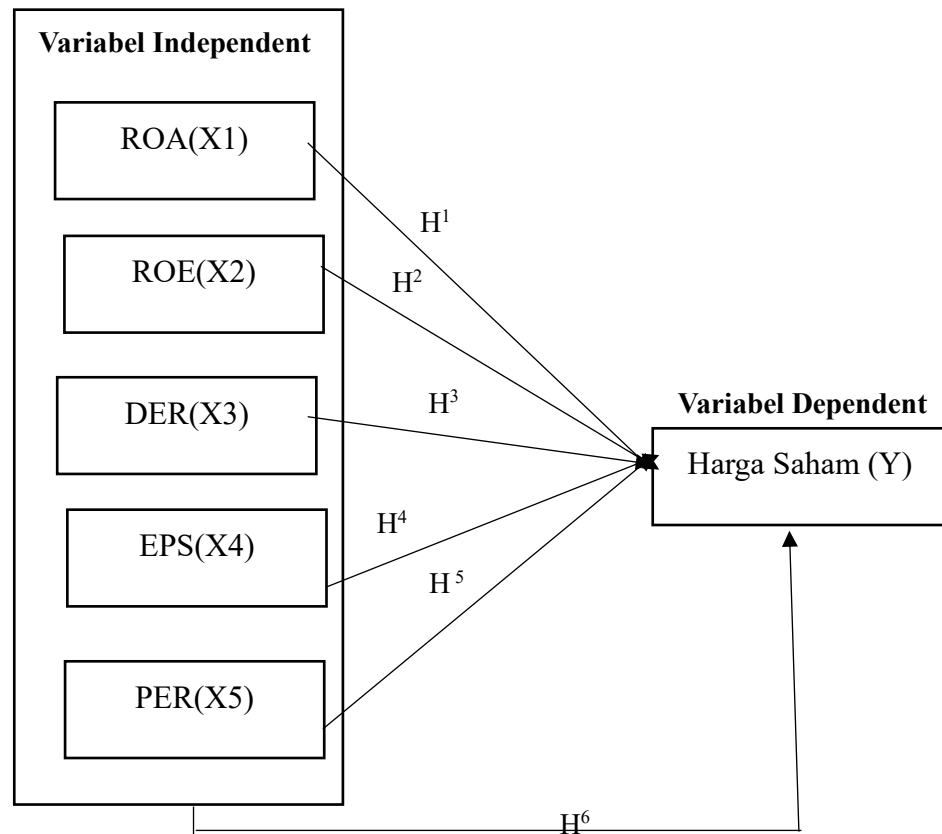 Variabel Independent
ROA(X1)
H¹
ROE(X2)
H²
DER(X3)
H³
Variabel Dependent
Harga Saham (Y)
EPS(X4)
H⁴
H ⁵
PER(X5)
H⁶